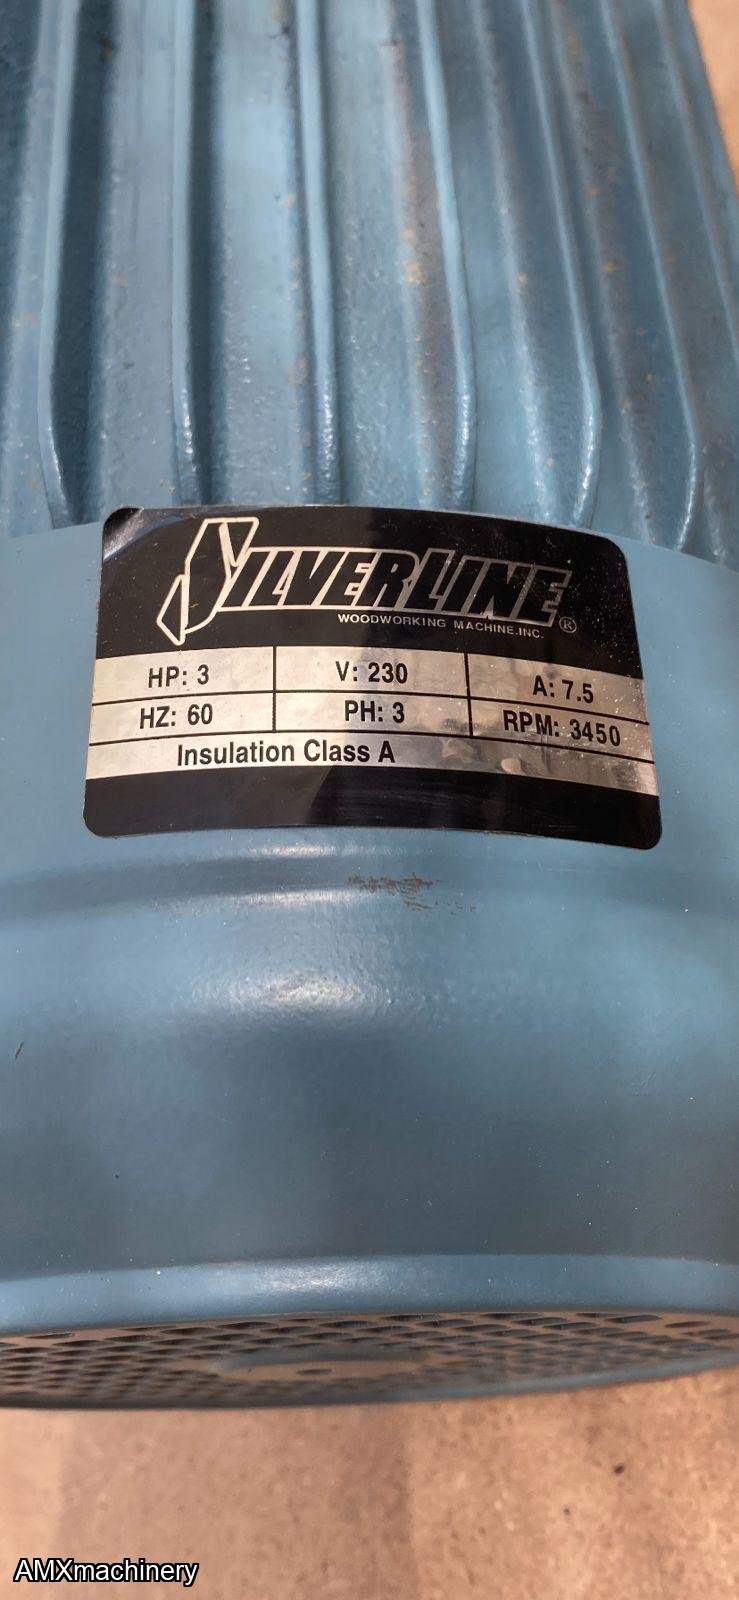 SILVERLINE®
WOODWORKING MACHINE.INC.
HP: 3 V: 230 A: 7.5
HZ: 60 PH: 3 RPM: 3450
Insulation Class A
AMXmachinery